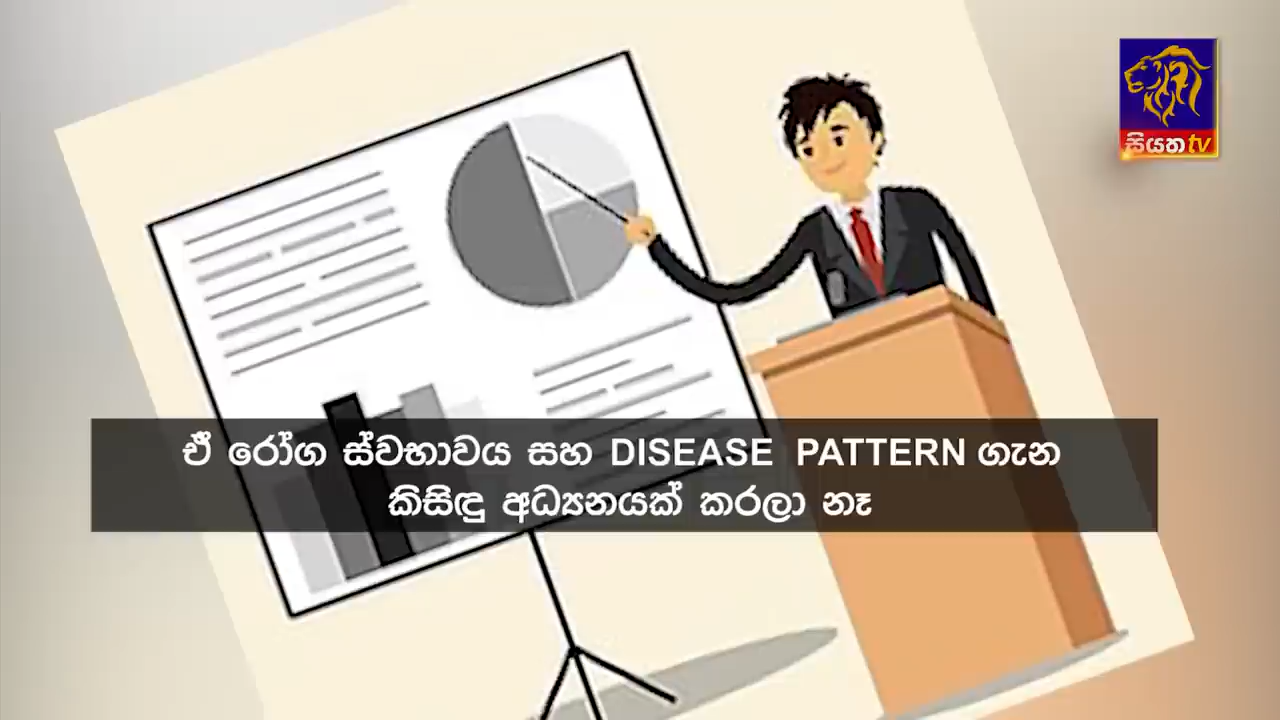 සියත tv
ඒ රෝග ස්වභාවය සහ DISEASE PATTERN ගැන
කිසිඳු අධ්‍යනයක් කරලා නෑ